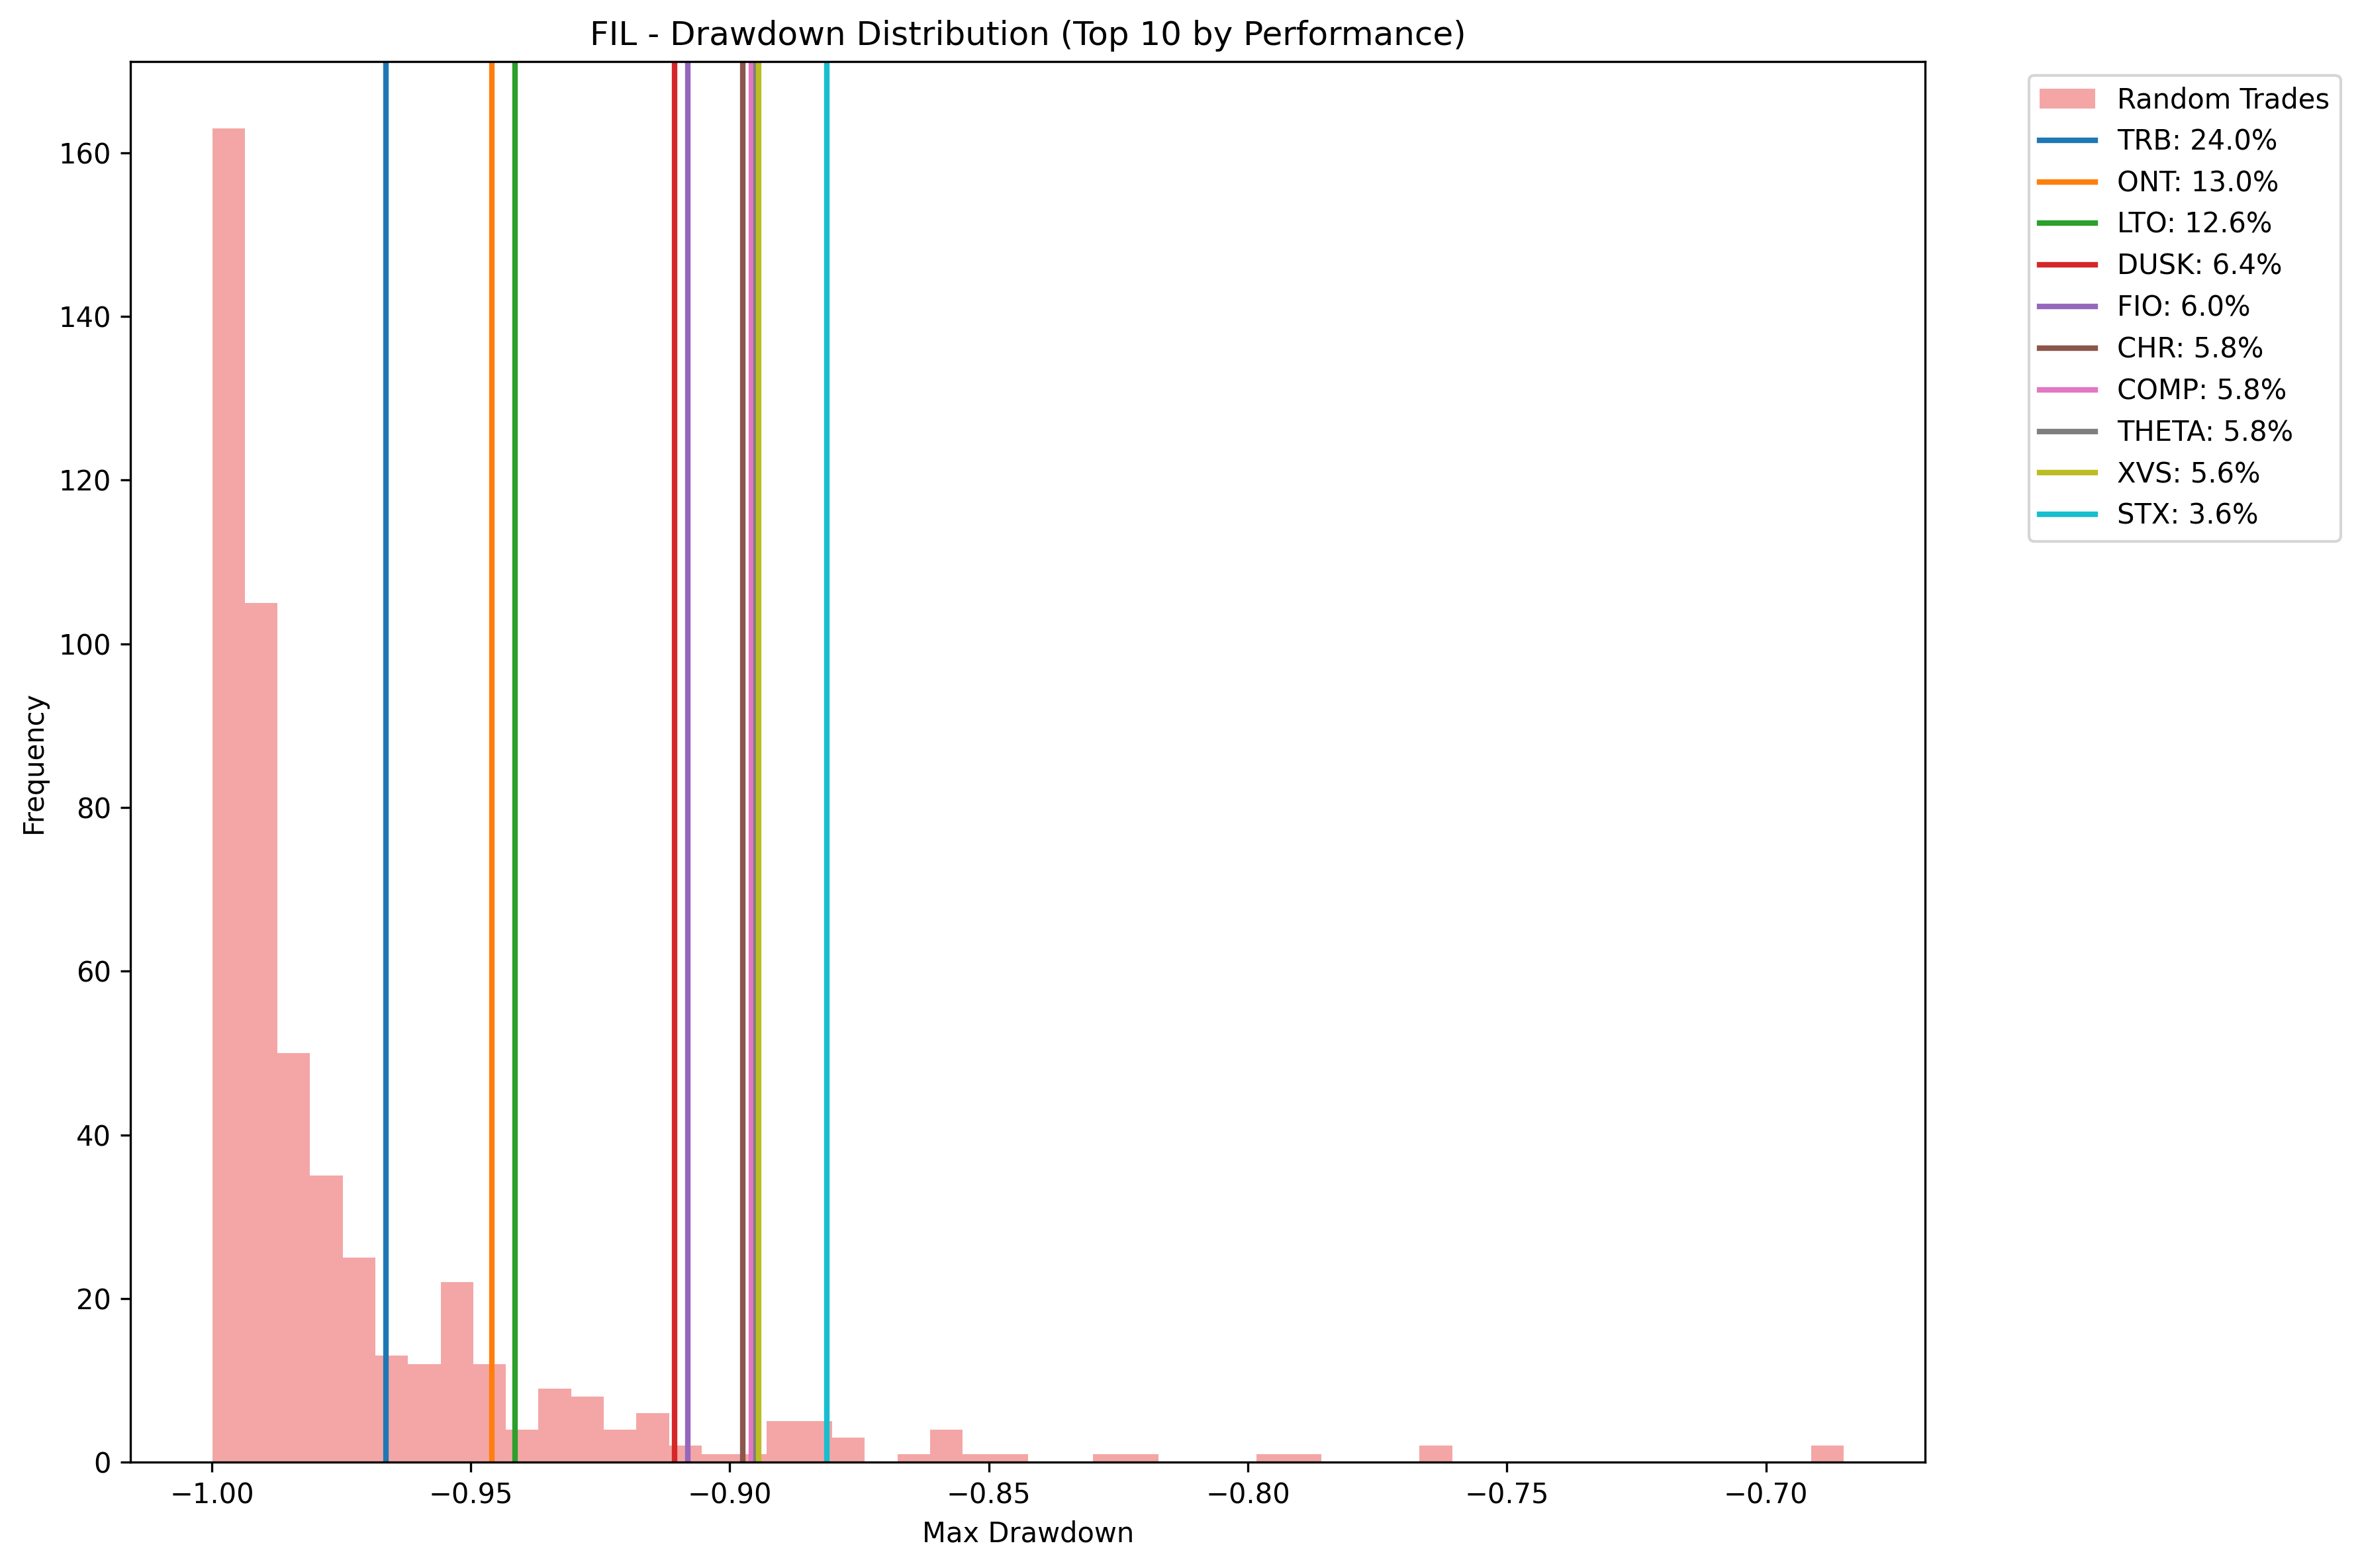 FIL - Drawdown Distribution (Top 10 by Performance)
Random Trades
TRB: 24.0%
ONT: 13.0%
LTO: 12.6%
DUSK: 6.4%
FIO: 6.0%
CHR: 5.8%
COMP: 5.8%
THETA: 5.8%
XVS: 5.6%
STX: 3.6%
Frequency
160
140
120
100
80
60
40
20
0
−1.00 −0.95 −0.90 −0.85 −0.80 −0.75 −0.70
Max Drawdown